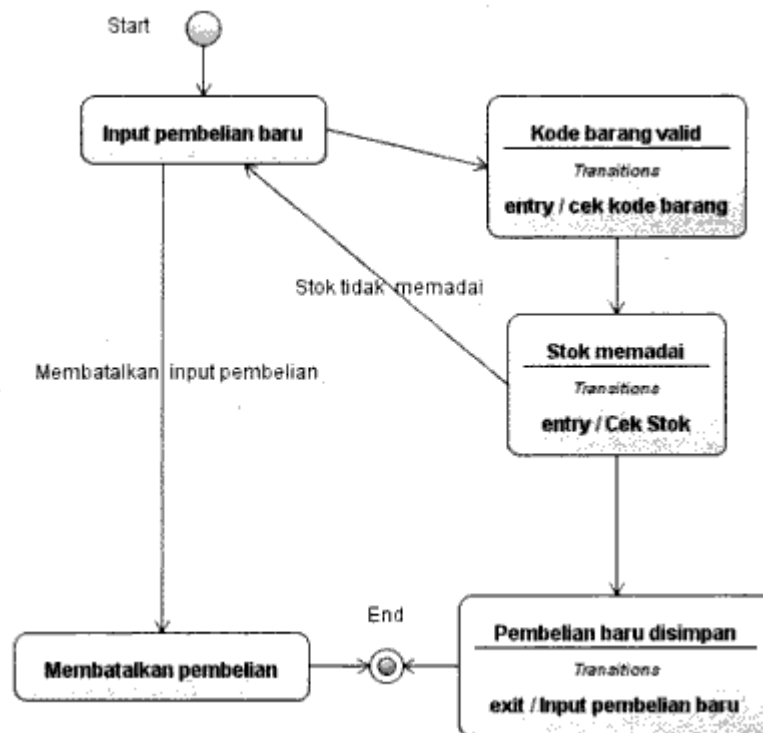 Start
Input pembelian baru
Kode barang valid
Transitions
entry / cek kode barang
Stok tidak memadai
Stok memadai
Transitions
entry / Cek Stok
Membatalkan input pembelian
End
Membatalkan pembelian
Pembelian baru disimpan
Transitions
exit / Input pembelian baru